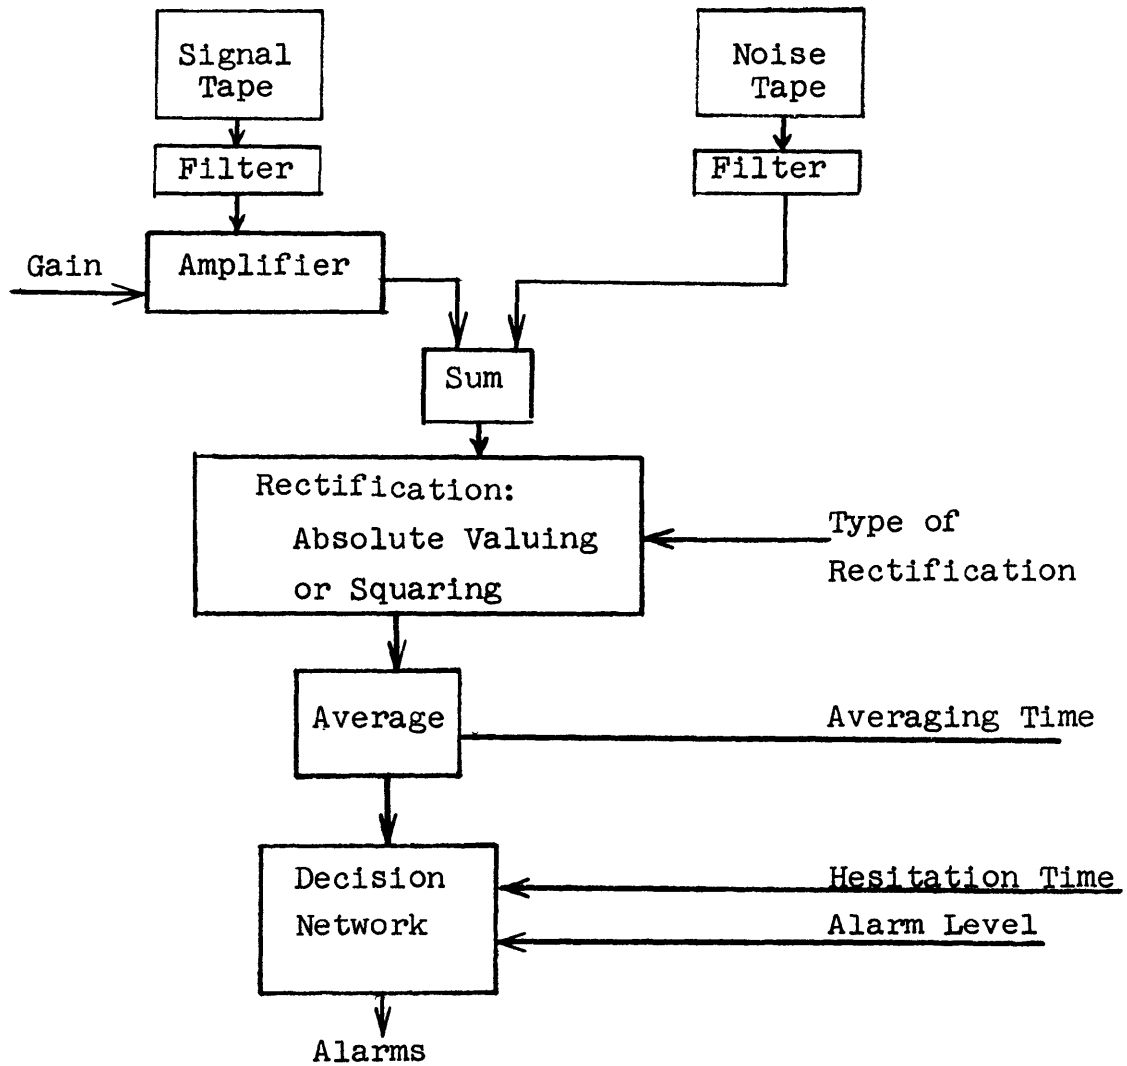 Signal
Tape
Noise
Tape
Filter
Filter
Gain
Amplifier
Sum
Rectification:
Absolute Valuing
or Squaring
Type of
Rectification
Average
Averaging Time
Decision
Network
Hesitation Time
Alarm Level
Alarms